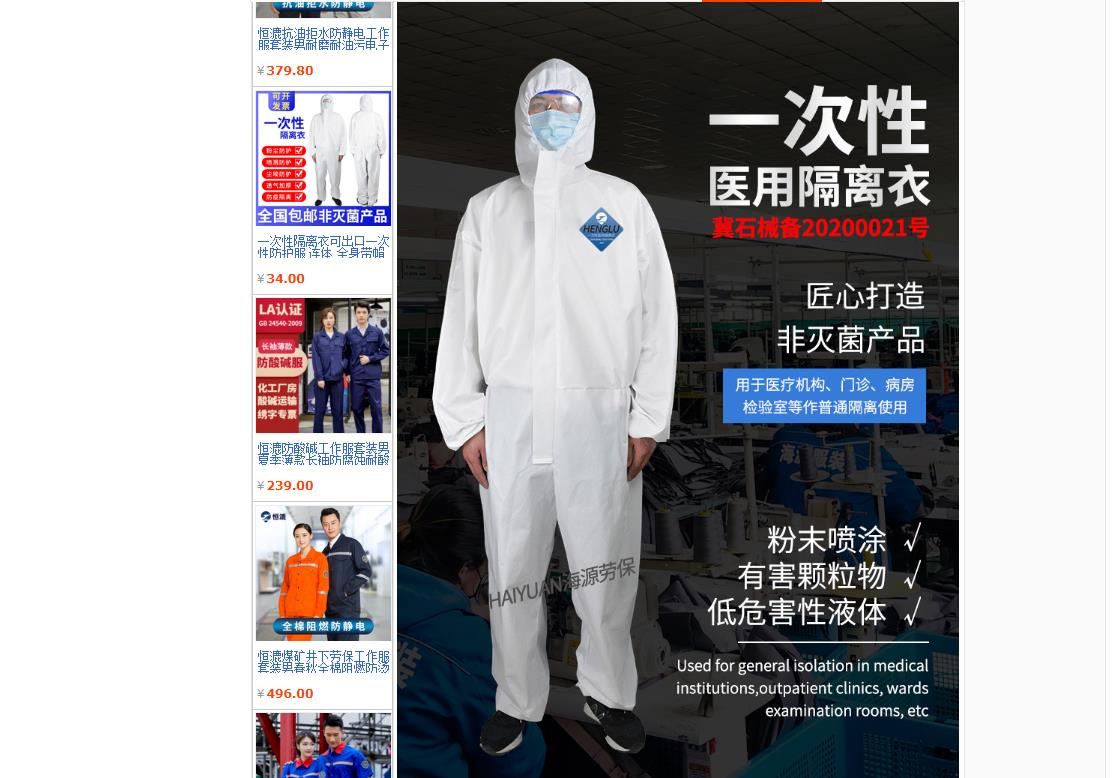 抗油拒水防静电
恒漉抗油拒水防静电工作
服套装男耐磨耐油污电子
¥379.80
可开
发票
一次性
隔离衣
粉尘防护
喷溅防护
尘埃防护
透气加厚
防疫隔离
全国包邮非灭菌产品
一次性隔离衣可出口一次
性防护服 连体 全身带帽
¥34.00
LA认证
GB 24540-2009
长袖薄款
防酸碱服
化工厂房
酸碱运输
绣字专票
恒漉防酸碱工作服套装男
夏季薄款长袖防腐蚀耐酸
¥239.00
恒漉
全棉阻燃防静电
恒漉煤矿井下劳保工作服
套装男春秋全棉阻燃防烫
¥496.00
一次性
医用隔离衣
冀石械备20200021号
HENGLU
匠心打造
非灭菌产品
用于医疗机构、门诊、病房
检验室等作普通隔离使用
海源服装
粉末喷涂 √
有害颗粒物 √
低危害性液体 √
HAIYUAN海源劳保
Used for general isolation in medical
institutions,outpatient clinics, wards
examination rooms, etc